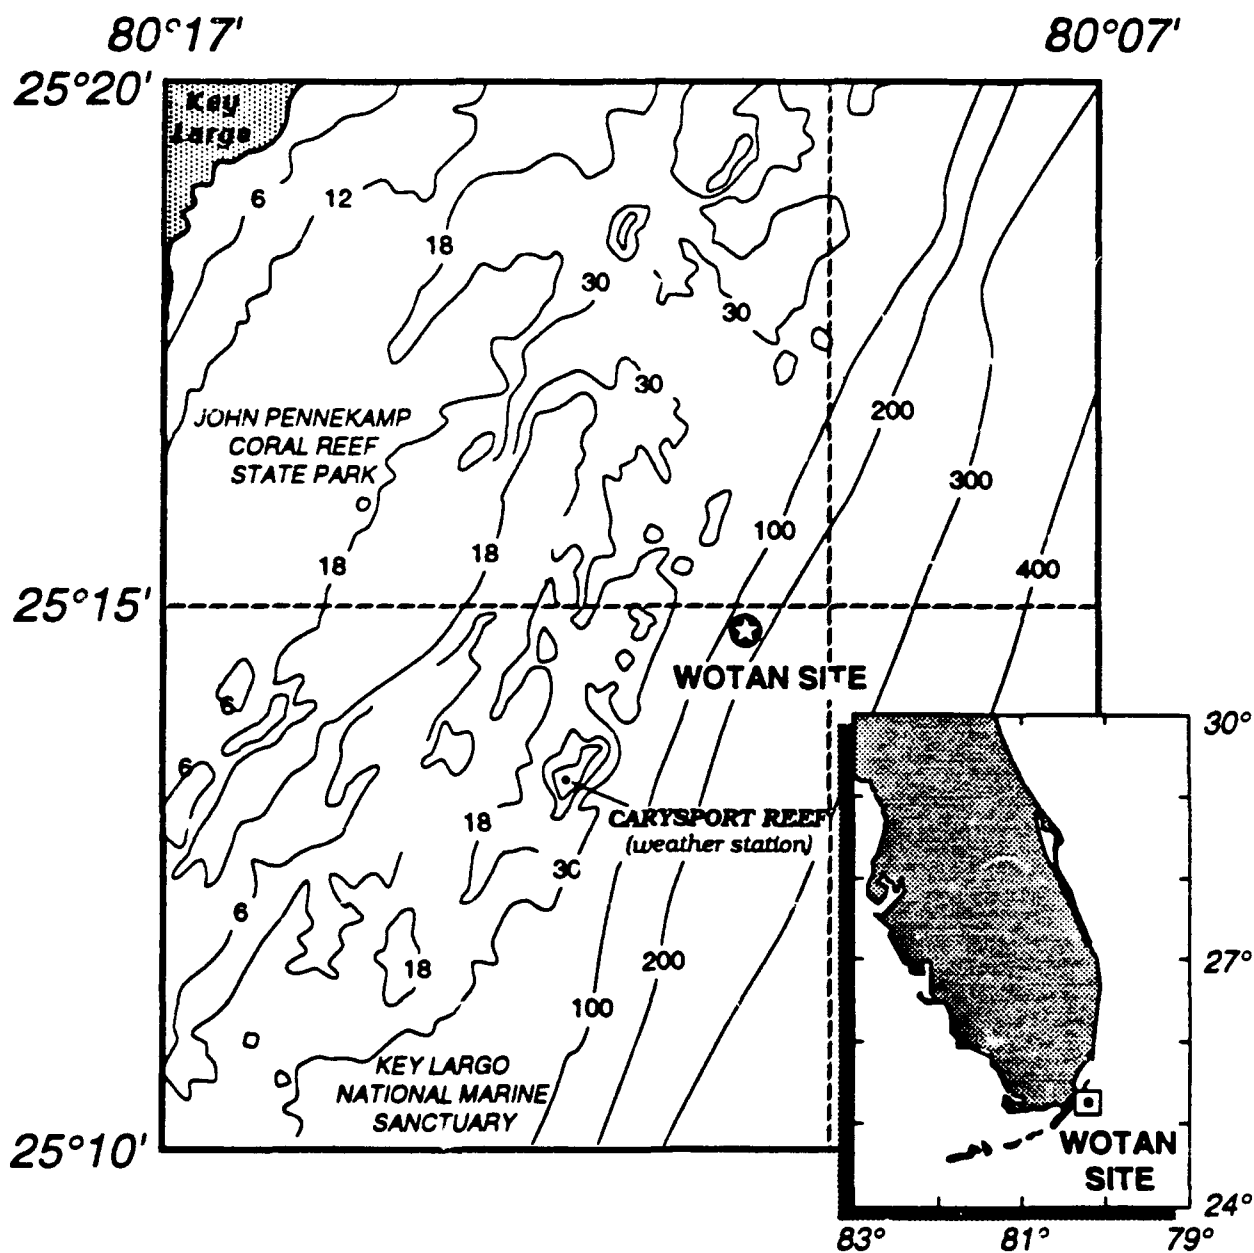 80°17'
80°07'
25°20'
Key
Largo
6
12
18
30
30
30
200
JOHN PENNEKAMP
CORAL REEF
STATE PARK
300
100
18
18
400
25°15'
WOTAN SITE
6
6
30°
CARYSPORT REEF
(weather station)
18
30
6
18
200
27°
100
KEY LARGO
NATIONAL MARINE
SANCTUARY
25°10'
WOTAN
SITE
24°
83°
81°
79°